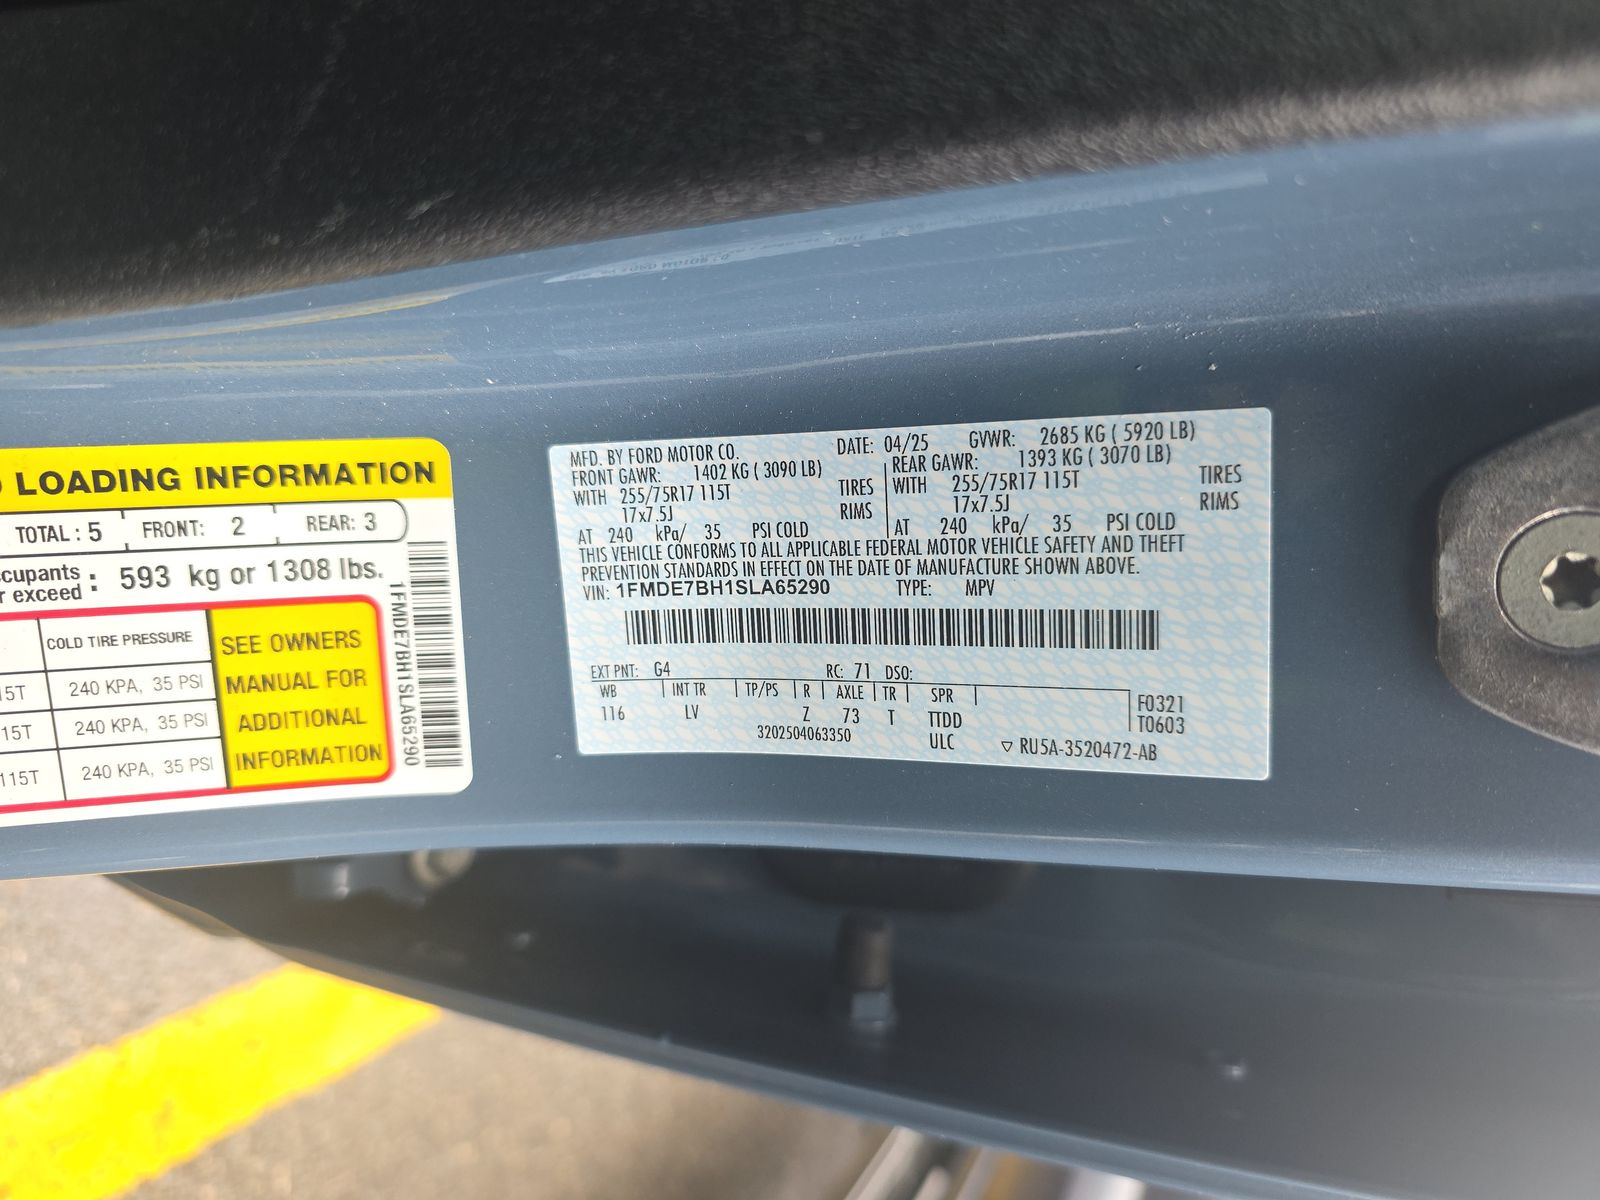 LOADING INFORMATION
TOTAL : 5 FRONT: 2 REAR: 3
exceed : 593 kg or 1308 lbs.
COLD TIRE PRESSURE
240 KPA, 35 PSI
240 KPA, 35 PSI
115T 240 KPA, 35 PSI
SEE OWNERS
MANUAL FOR
ADDITIONAL
INFORMATION
1FMDE7BH1SLA65290
MFD. BY FORD MOTOR CO. DATE: 04/25 GVWR: 2685 KG ( 5920 LB)
FRONT GAWR: 1402 KG ( 3090 LB) REAR GAWR: 1393 KG ( 3070 LB)
WITH 255/75R17 115T TIRES WITH 255/75R17 115T TIRES
17x7.5J RIMS 17x7.5J RIMS
AT 240 kPa/ 35 PSI COLD AT 240 kPa/ 35 PSI COLD
THIS VEHICLE CONFORMS TO ALL APPLICABLE FEDERAL MOTOR VEHICLE SAFETY AND THEFT
PREVENTION STANDARDS IN EFFECT ON THE DATE OF MANUFACTURE SHOWN ABOVE.
VIN: 1FMDE7BH1SLA65290 TYPE: MPV
EXT PNT: G4 RC: 71 DSO:
WB INT TR TP/PS R AXLE TR SPR F0321
116 LV Z 73 T TTDD T0603
3202504063350 ULC ▽ RU5A-3520472-AB